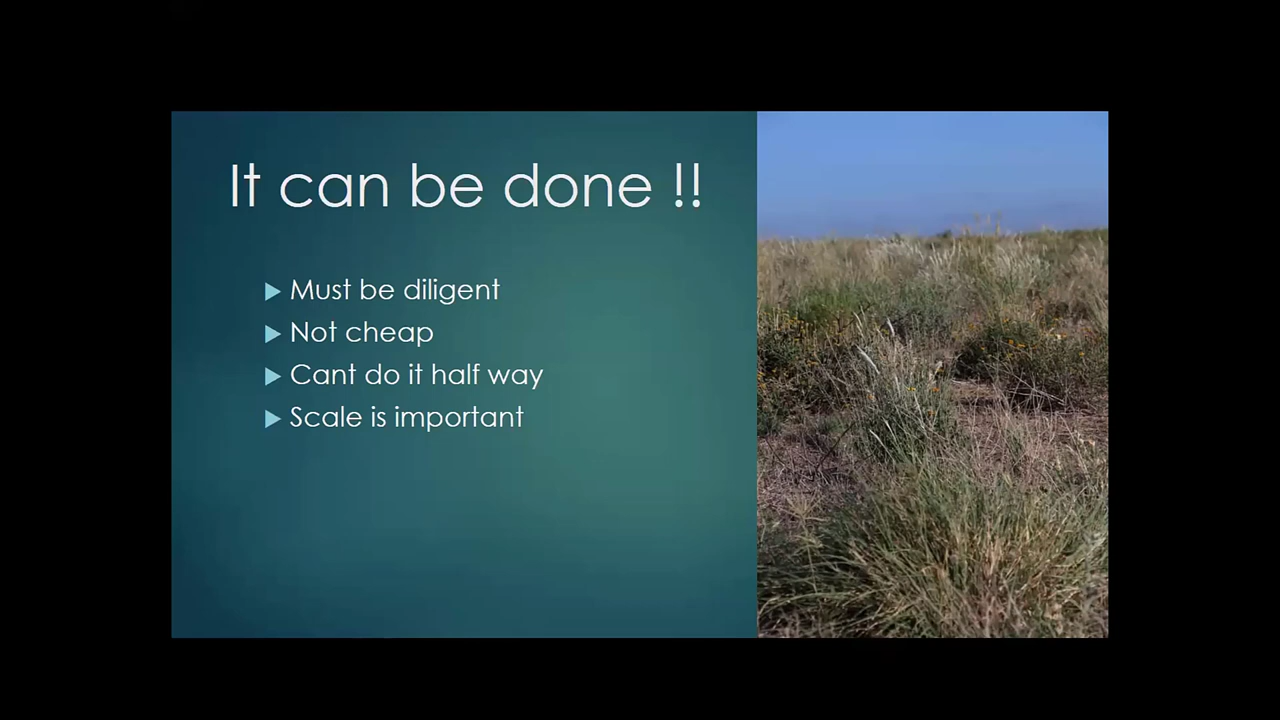 It can be done !!
Must be diligent
Not cheap
Cant do it half way
Scale is important